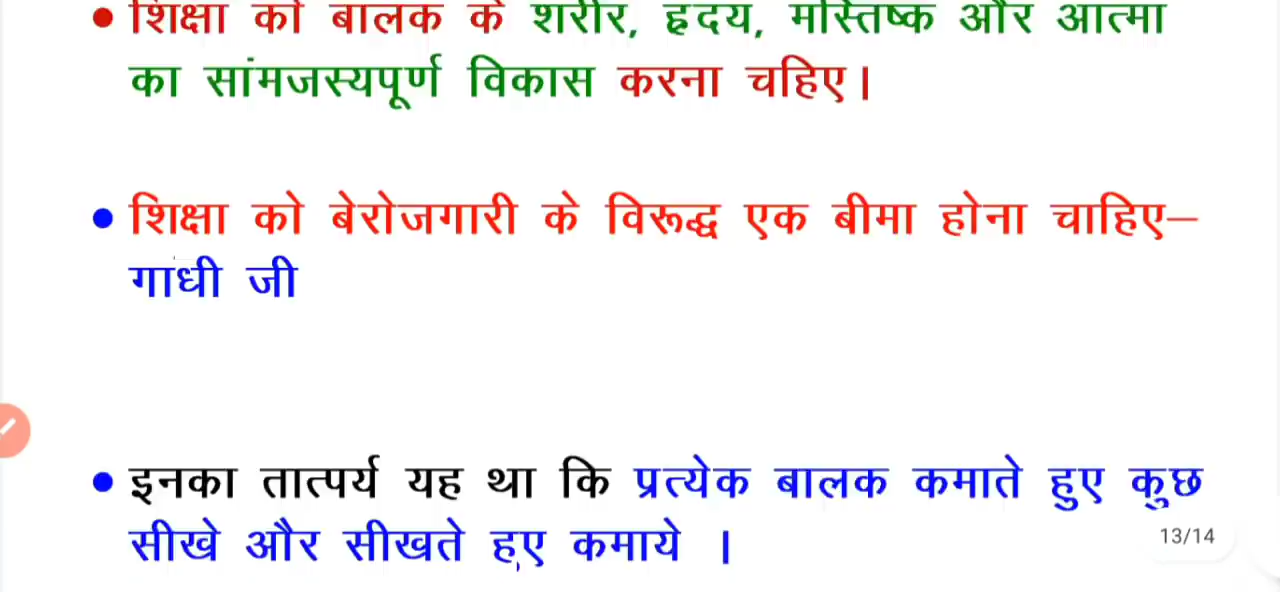 • शिक्षा को बालक के शरीर, ह्रदय, मस्तिष्क और आत्मा
का सांमजस्यपूर्ण विकास करना चहिए।
• शिक्षा को बेरोजगारी के विरूद्ध एक बीमा होना चाहिए–
गांधी जी
• इनका तात्पर्य यह था कि प्रत्येक बालक कमाते हुए कुछ
सीखे और सीखते हुए कमाये ।
13/14